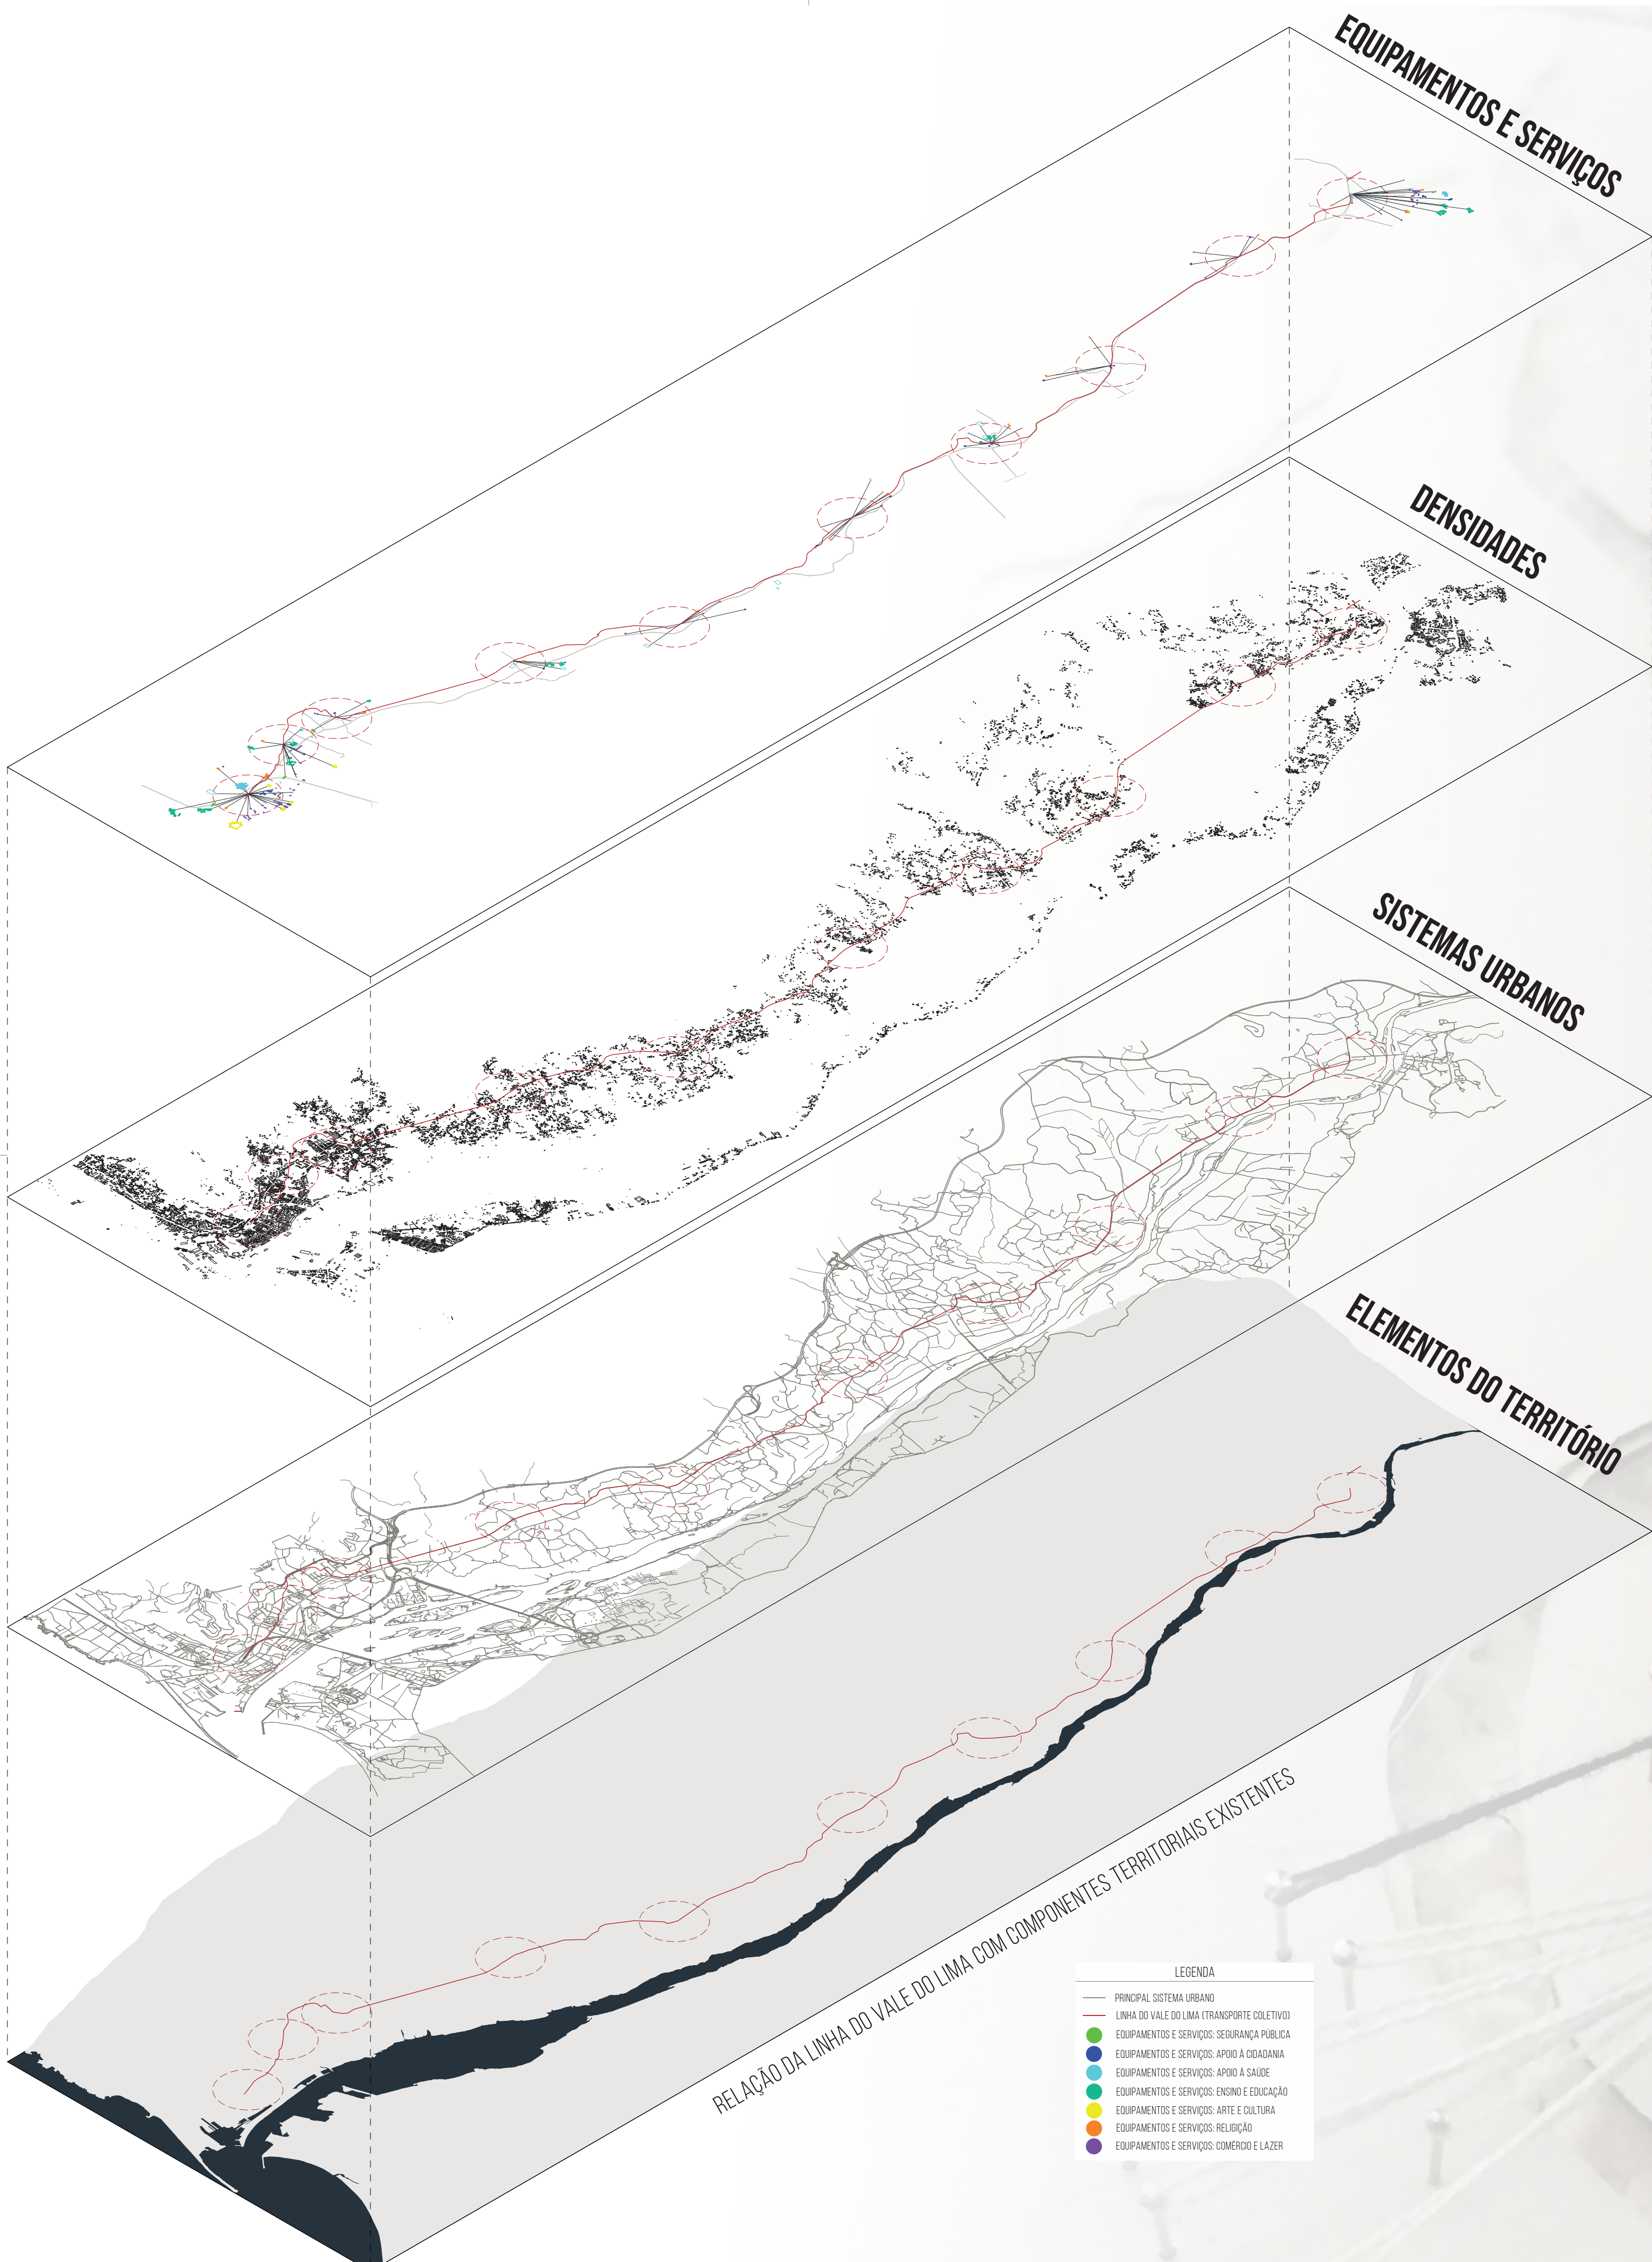 EQUIPAMENTOS E SERVIÇOS
DENSIDADES
SISTEMAS URBANOS
ELEMENTOS DO TERRITÓRIO
RELAÇÃO DA LINHA DO VALE DO LIMA COM COMPONENTES TERRITORIAIS EXISTENTES
LEGENDA
PRINCIPAL SISTEMA URBANO
LINHA DO VALE DO LIMA (TRANSPORTE COLETIVO)
EQUIPAMENTOS E SERVIÇOS: SEGURANÇA PÚBLICA
EQUIPAMENTOS E SERVIÇOS: APOIO À CIDADANIA
EQUIPAMENTOS E SERVIÇOS: APOIO À SAÚDE
EQUIPAMENTOS E SERVIÇOS: ENSINO E EDUCAÇÃO
EQUIPAMENTOS E SERVIÇOS: ARTE E CULTURA
EQUIPAMENTOS E SERVIÇOS: RELIGIÇÃO
EQUIPAMENTOS E SERVIÇOS: COMÉRCIO E LAZER